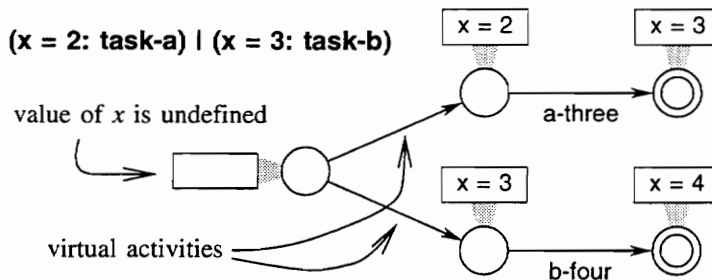 (x = 2: task-a) | (x = 3: task-b)
x = 2
x = 3
a-three
value of x is undefined
x = 3
x = 4
b-four
virtual activities